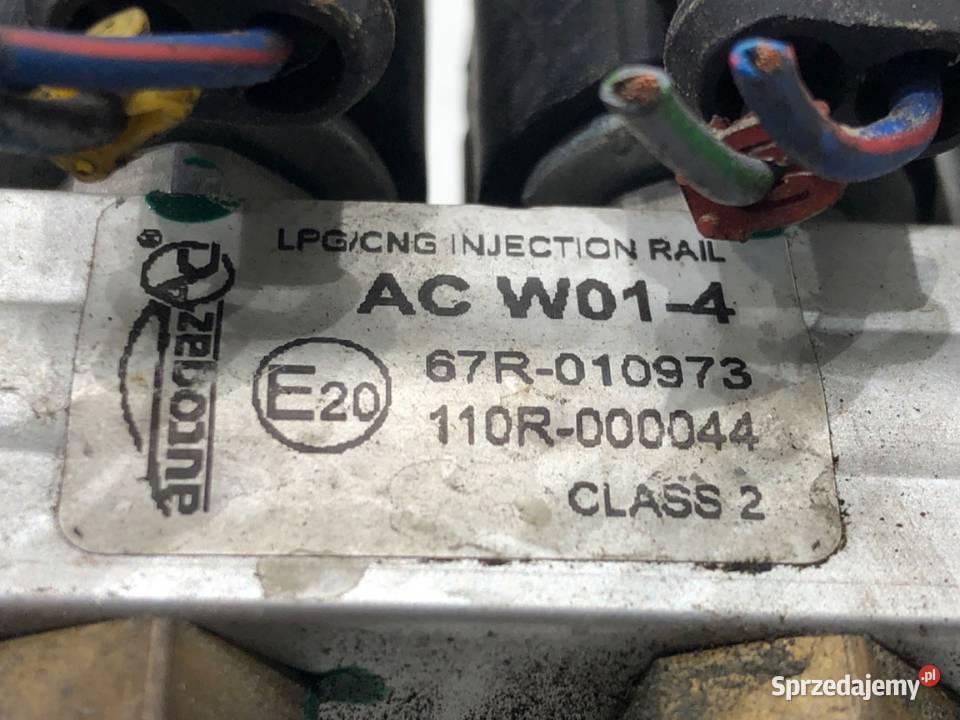 LPG/CNG INJECTION RAIL
AC W01-4
67R-010973
110R-000044
CLASS 2
E20
autogaz A ®
Sprzedajemy.pl